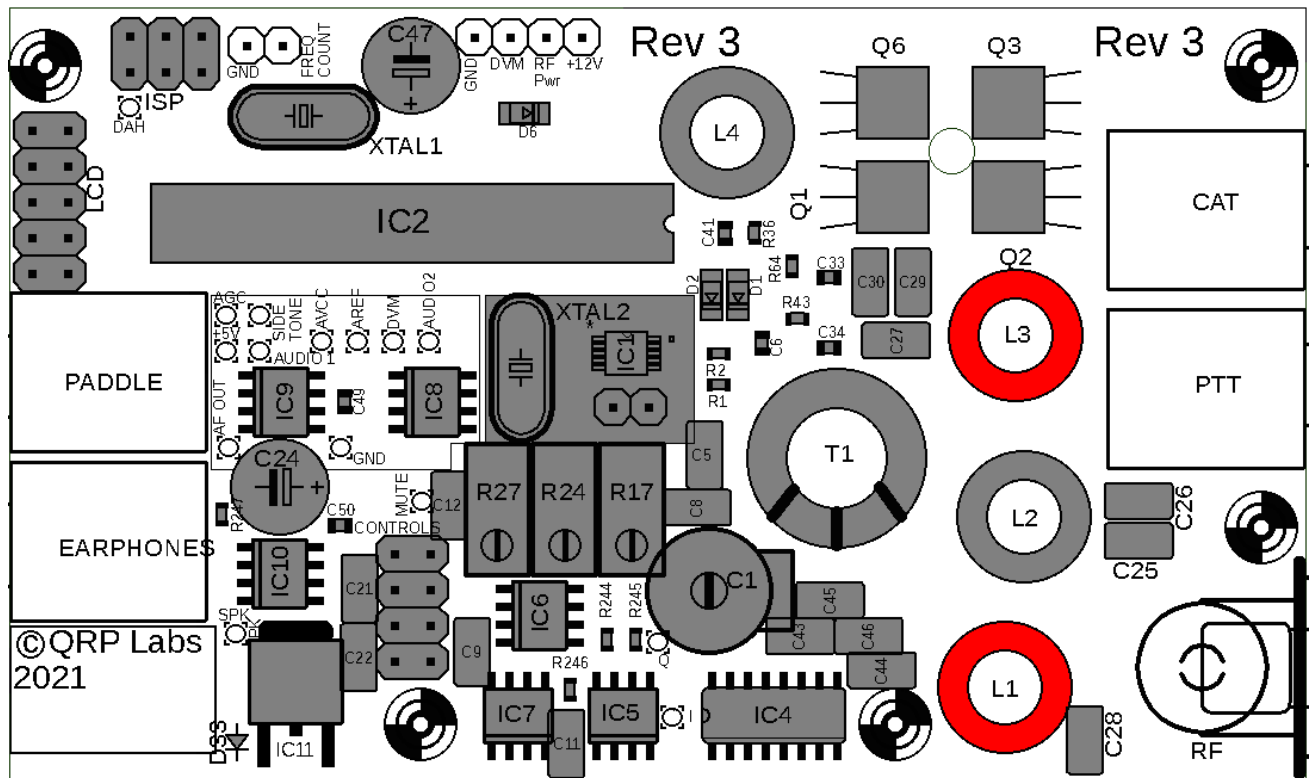 C47
Rev 3
Rev 3
Q6
Q3
GND
FREQ
COUNT
GND
DVM
RF
Pwr
+12V
ISP
DAH
XTAL1
D6
L4
LCD
IC2
Q1
CAT
C41
R36
Q2
D2
D1
R64
C33
C30
C29
AGC
+5V
SIDE
TONE
AVCC
AREF
DVM
AUDIO2
XTAL2
*
IC1
R43
C34
C27
L3
C6
R2
R1
AUDIO 1
PADDLE
IC9
C49
IC8
PTT
AF OUT
GND
C24
+
C5
T1
MUTE
C12
R27
R24
R17
C8
L2
C26
R247
C50
CONTROLS
EARPHONES
IC10
C21
C1
C25
IC6
R244
R245
C45
SPK
C43
C46
Q
©QRP Labs
2021
C22
C9
R246
C44
L1
I
IC7
IC5
IC4
C11
IC11
C28
RF